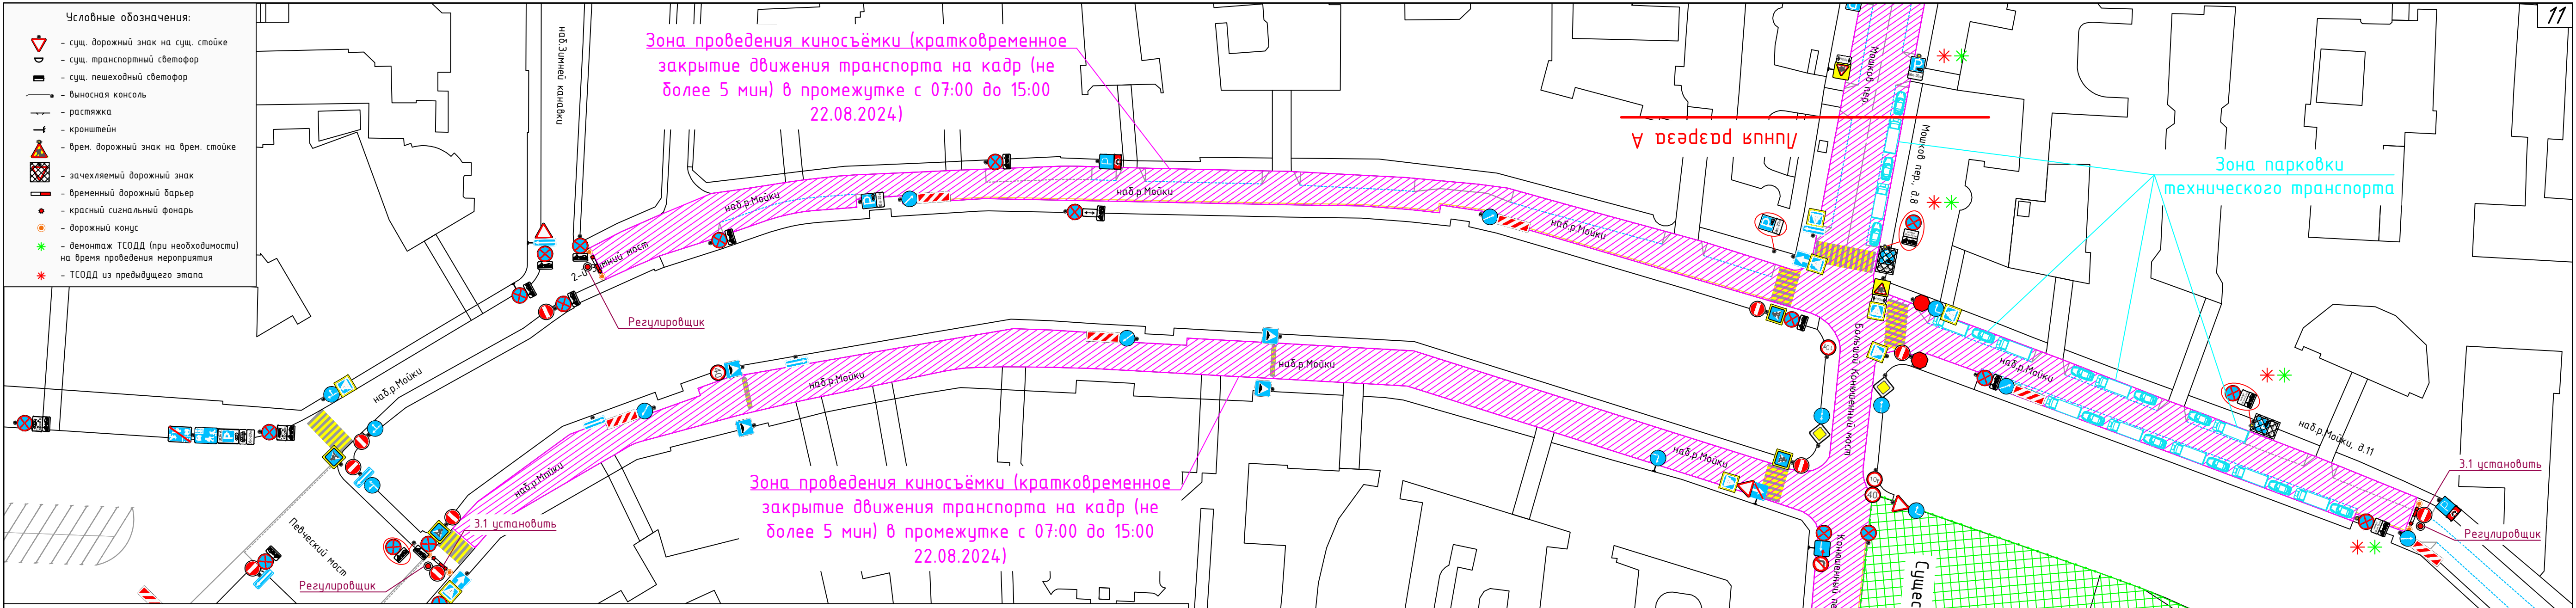 Условные обозначения:
- сущ. дорожный знак на сущ. стойке
- сущ. транспортный светофор
- сущ. пешеходный светофор
- выносная консоль
- растяжка
- кронштейн
- врем. дорожный знак на врем. стойке
- зачехляемый дорожный знак
- временный дорожный барьер
- красный сигнальный фонарь
- дорожный конус
- демонтаж ТСОДД (при необходимости)
на время проведения мероприятия
- ТСОДД из предыдущего этапа
11
наб.Зимней канавки
Зона проведения киносъёмки (кратковременное
закрытие движения транспорта на кадр (не
более 5 мин) в промежутке с 07:00 до 15:00
22.08.2024)
Мошков пер.
Линия разреза А
Мошков пер, д.8
Зона парковки
технического транспорта
наб.р.Мойки
наб.р.Мойки
наб.р.Мойки
2-й Зимний мост
Регулировщик
Большой Конюшенный мост
наб.р.Мойки
наб.р.Мойки
наб.р.Мойки
наб.р.Мойки
40
наб.р.Мойки
наб.р.Мойки
наб.р.Мойки, д.11
3.1 установить
Регулировщик
Зона проведения киносъёмки (кратковременное
закрытие движения транспорта на кадр (не
более 5 мин) в промежутке с 07:00 до 15:00
22.08.2024)
40
3.1 установить
Певческий мост
Регулировщик
Конюшенный пе
Сущес